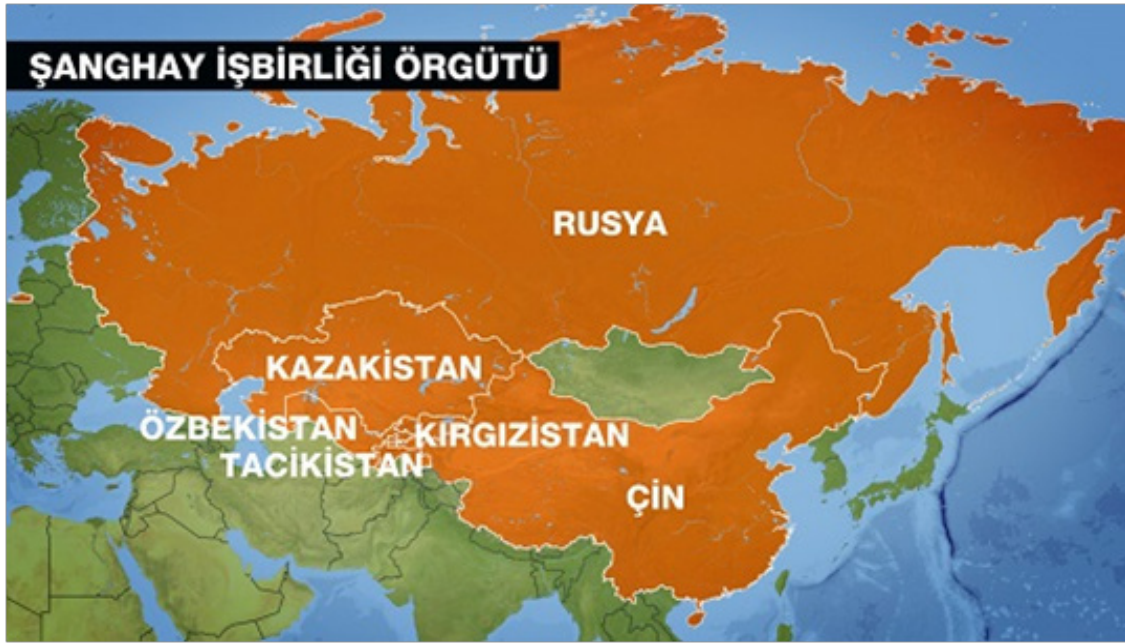 ŞANGHAY İŞBİRLİĞİ ÖRGÜTÜ
RUSYA
KAZAKİSTAN
ÖZBEKİSTAN
KIRGIZİSTAN
TACİKİSTAN
ÇİN